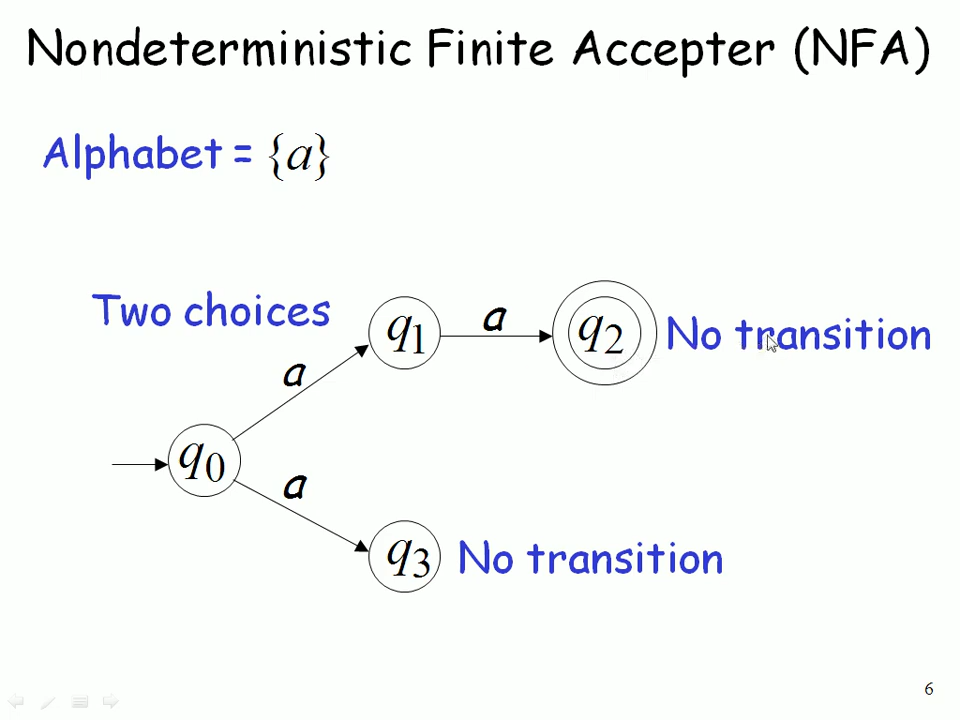 Nondeterministic Finite Accepter (NFA)
Alphabet = {a}
Two choices
q1
a
q2
No transition
a
q0
a
q3
No transition
6